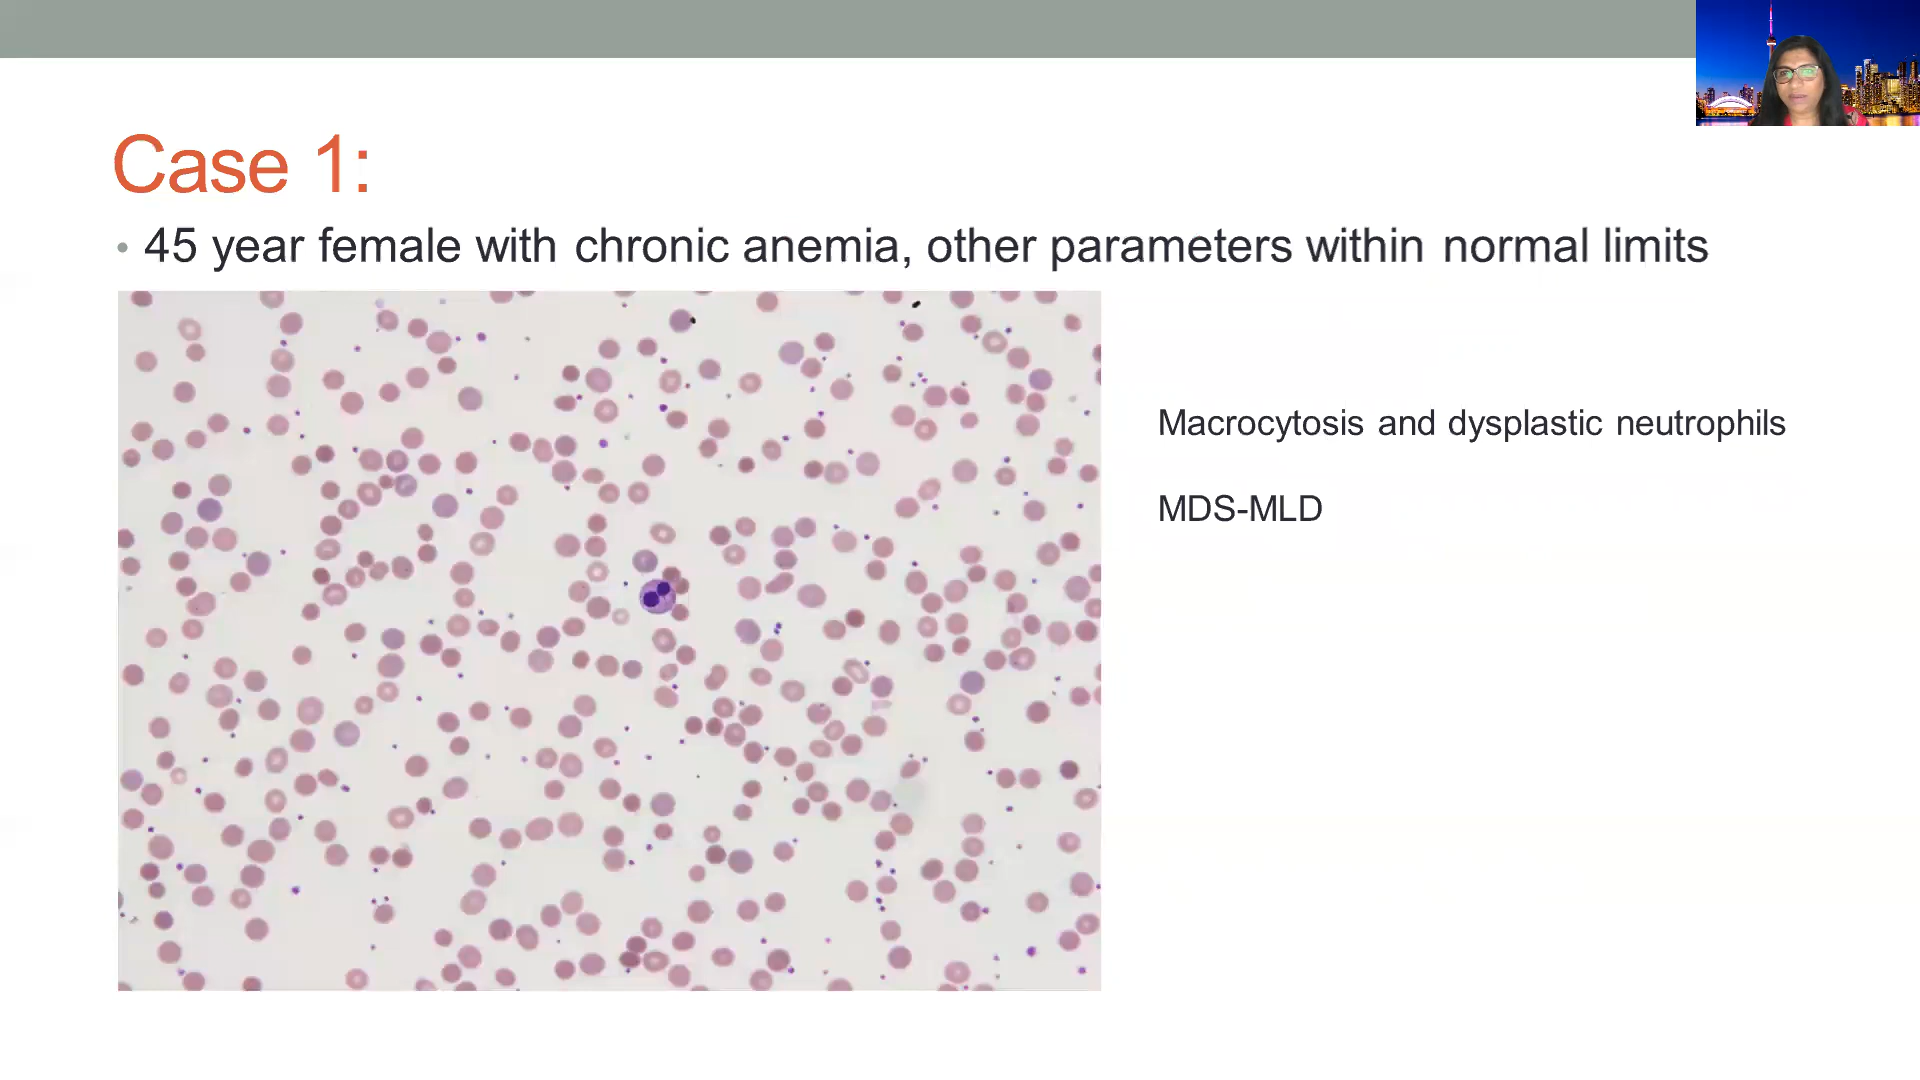 Case 1:
• 45 year female with chronic anemia, other parameters within normal limits
Macrocytosis and dysplastic neutrophils
MDS-MLD